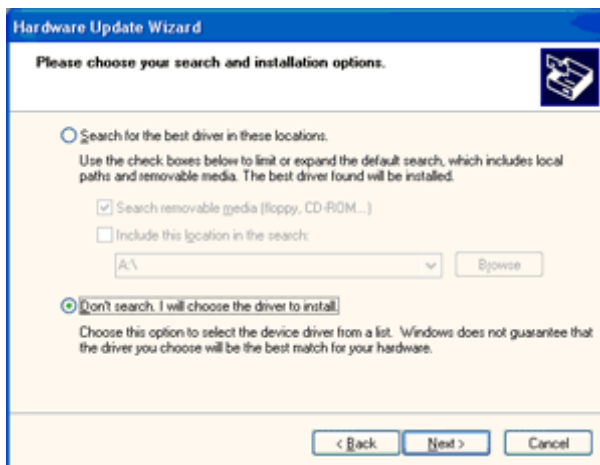 Hardware Update Wizard
Please choose your search and installation options.
Search for the best driver in these locations.
Use the check boxes below to limit or expand the default search, which includes local
paths and removable media. The best driver found will be installed.
Search removable media (floppy, CD-ROM...)
Include this location in the search:
A:\
Browse
Don't search. I will choose the driver to install.
Choose this option to select the device driver from a list. Windows does not guarantee that
the driver you choose will be the best match for your hardware.
< Back Next > Cancel